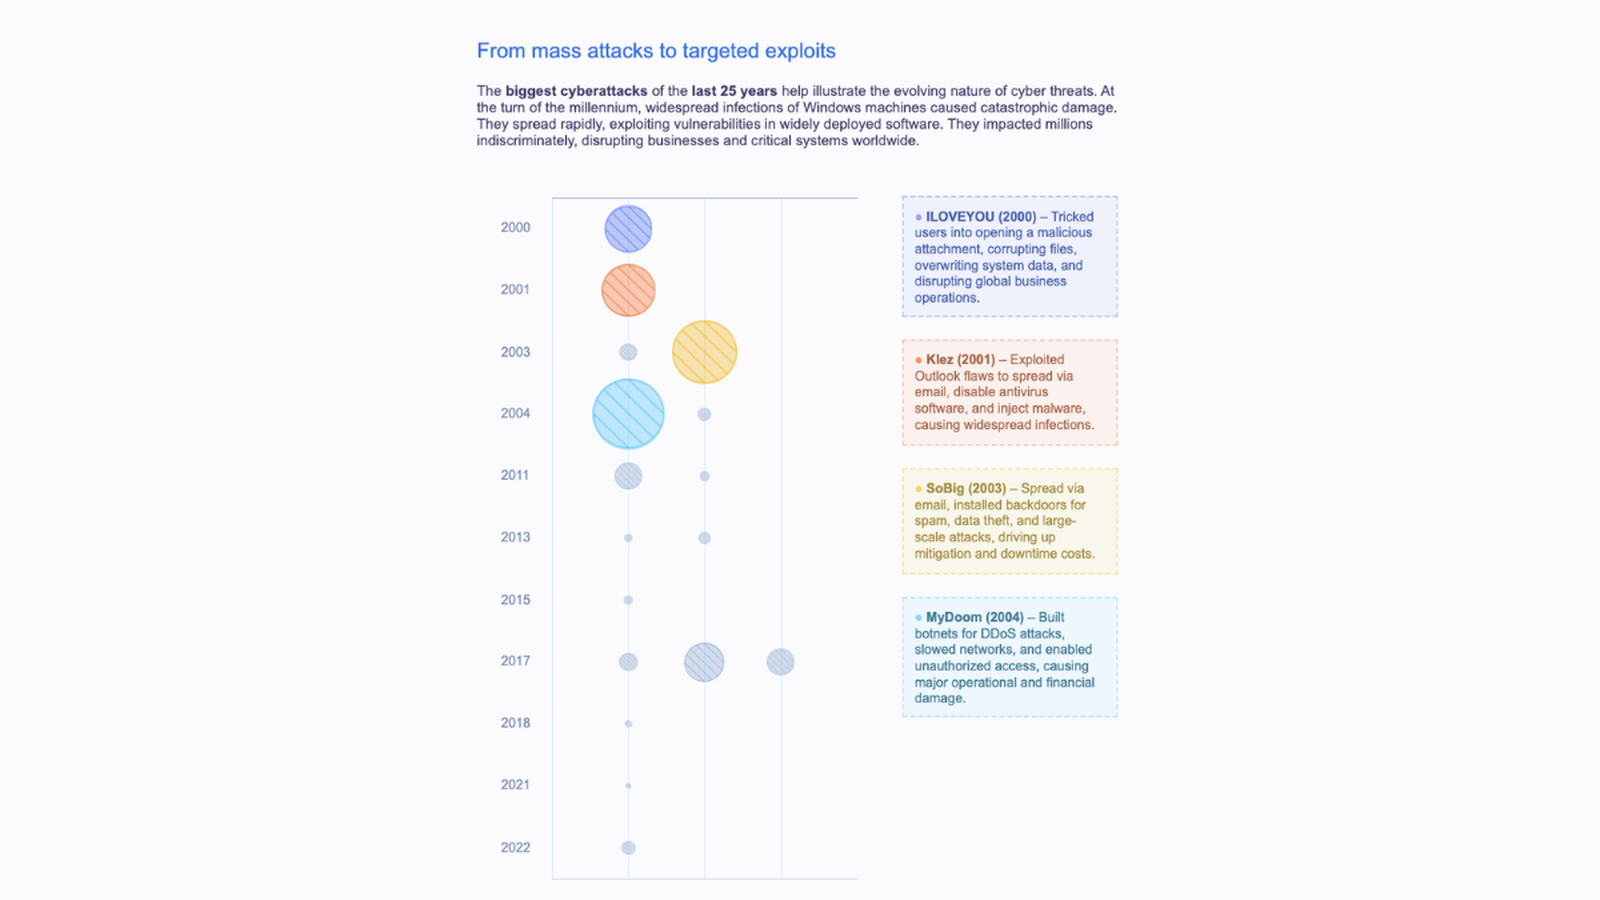 From mass attacks to targeted exploits
The biggest cyberattacks of the last 25 years help illustrate the evolving nature of cyber threats. At
the turn of the millennium, widespread infections of Windows machines caused catastrophic damage.
They spread rapidly, exploiting vulnerabilities in widely deployed software. They impacted millions
indiscriminately, disrupting businesses and critical systems worldwide.
2000
2001
2003
2004
2011
2013
2015
2017
2018
2021
2022
● ILOVEYOU (2000) – Tricked
users into opening a malicious
attachment, corrupting files,
overwriting system data, and
disrupting global business
operations.
● Klez (2001) – Exploited
Outlook flaws to spread via
email, disable antivirus
software, and inject malware,
causing widespread infections.
● SoBig (2003) – Spread via
email, installed backdoors for
spam, data theft, and large-
scale attacks, driving up
mitigation and downtime costs.
● MyDoom (2004) – Built
botnets for DDoS attacks,
slowed networks, and enabled
unauthorized access, causing
major operational and financial
damage.